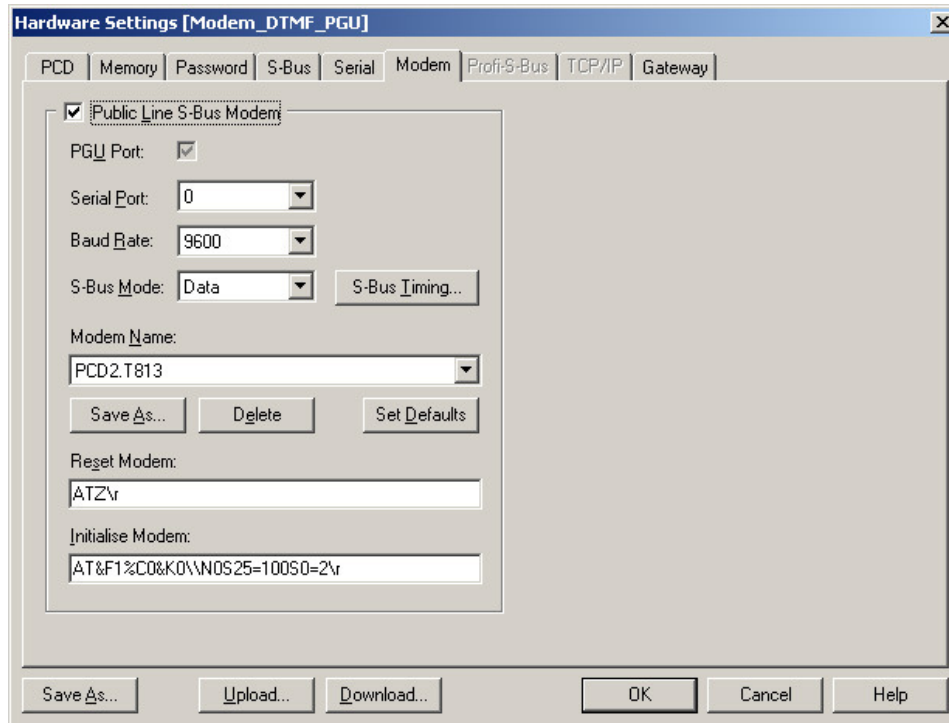 Hardware Settings [Modem_DTMF_PGU]
PCD Memory Password S-Bus Serial Modem Profi-S-Bus TCP/IP Gateway
Public Line S-Bus Modem
PGU Port:
Serial Port: 0
Baud Rate: 9600
S-Bus Mode: Data S-Bus Timing...
Modem Name:
PCD2.T813
Save As... Delete Set Defaults
Reset Modem:
ATZ\r
Initialise Modem:
AT&F1%C0&K0\\N0S25=100S0=2\r
Save As... Upload... Download... OK Cancel Help